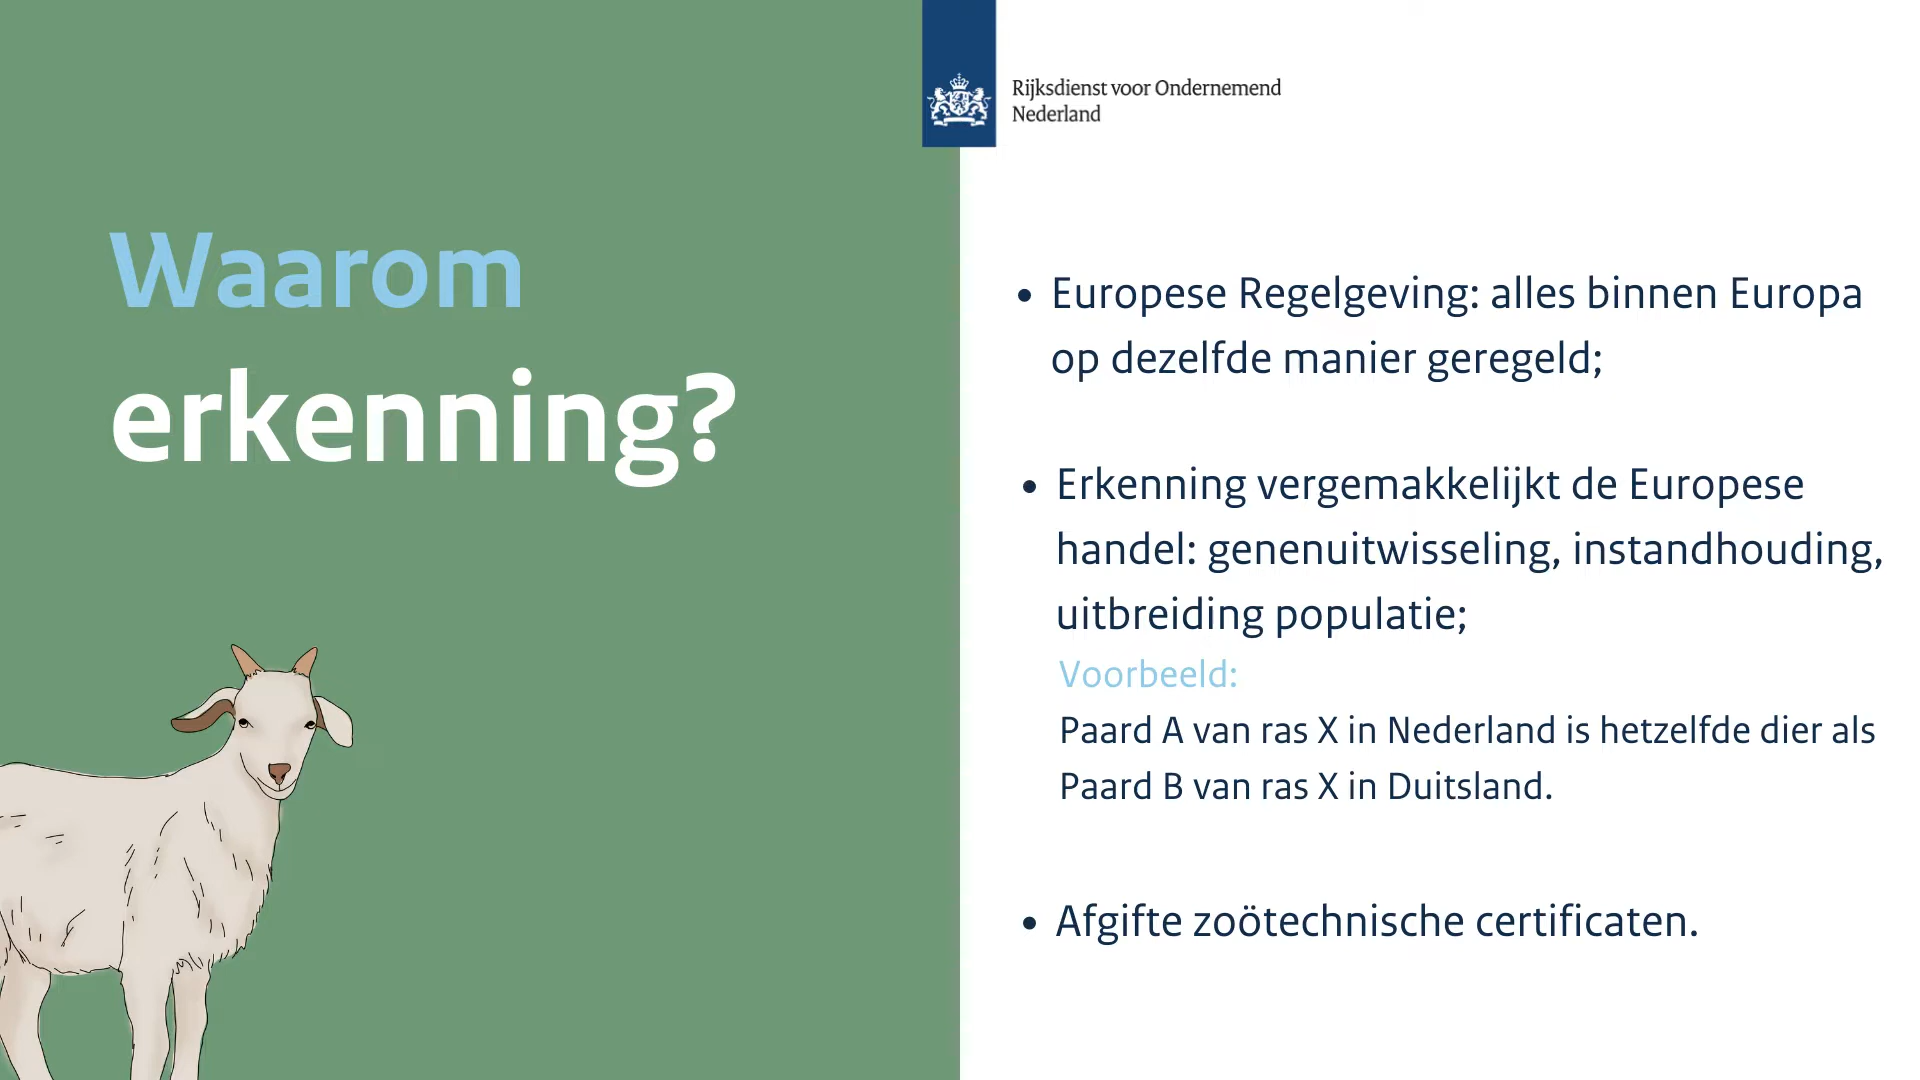 Rijksdienst voor Ondernemend
Nederland
Waarom
erkenning?
• Europese Regelgeving: alles binnen Europa
op dezelfde manier geregeld;
• Erkenning vergemakkelijkt de Europese
handel: genenuitwisseling, instandhouding,
uitbreiding populatie;
Voorbeeld:
Paard A van ras X in Nederland is hetzelfde dier als
Paard B van ras X in Duitsland.
• Afgifte zoötechnische certificaten.